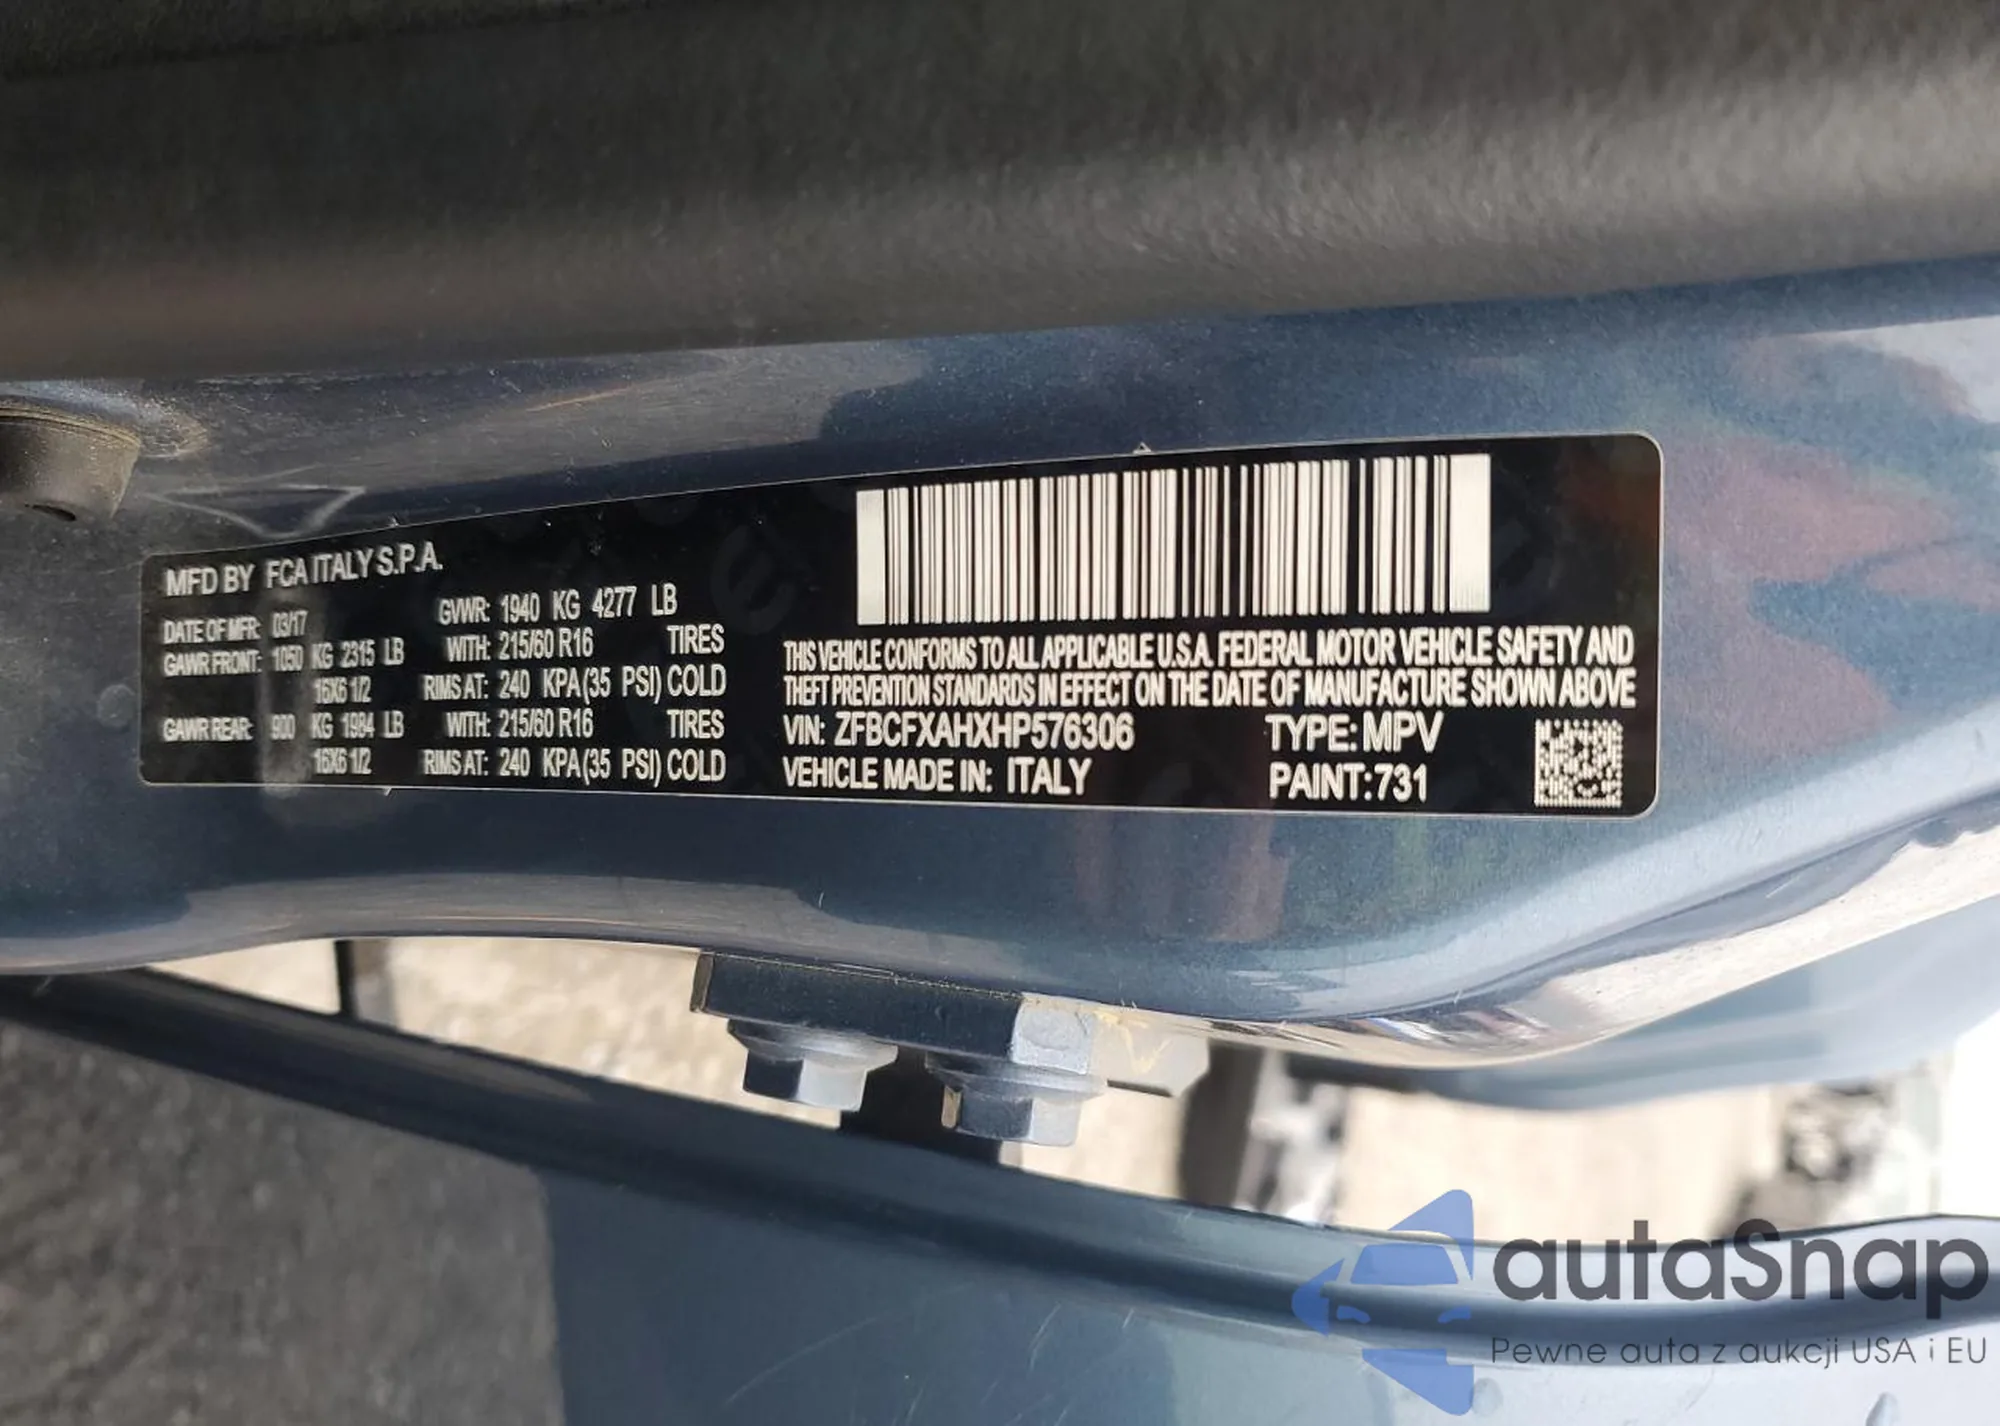 MFD BY FCA ITALY S.P.A.
DATE OF MFR: 03/17 GVWR: 1940 KG 4277 LB
GAWR FRONT: 1050 KG 2315 LB WITH: 215/60 R16 TIRES
16X6 1/2 RIMS AT: 240 KPA(35 PSI) COLD
GAWR REAR: 900 KG 1984 LB WITH: 215/60 R16 TIRES
16X6 1/2 RIMS AT: 240 KPA(35 PSI) COLD
THIS VEHICLE CONFORMS TO ALL APPLICABLE U.S.A. FEDERAL MOTOR VEHICLE SAFETY AND
THEFT PREVENTION STANDARDS IN EFFECT ON THE DATE OF MANUFACTURE SHOWN ABOVE
VIN: ZFBCFXAHXHP576306 TYPE: MPV
VEHICLE MADE IN: ITALY PAINT:731
autaSnap
Pewne auta z aukcji USA i EU